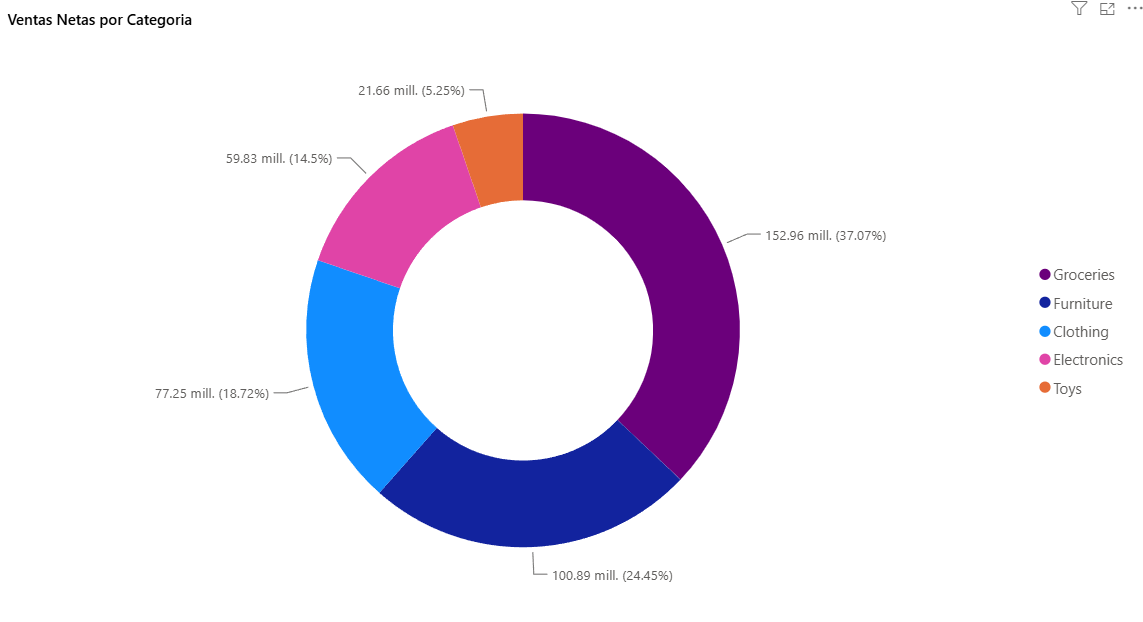 Ventas Netas por Categoria
21.66 mill. (5.25%)
59.83 mill. (14.5%)
152.96 mill. (37.07%)
77.25 mill. (18.72%)
100.89 mill. (24.45%)
Groceries
Furniture
Clothing
Electronics
Toys